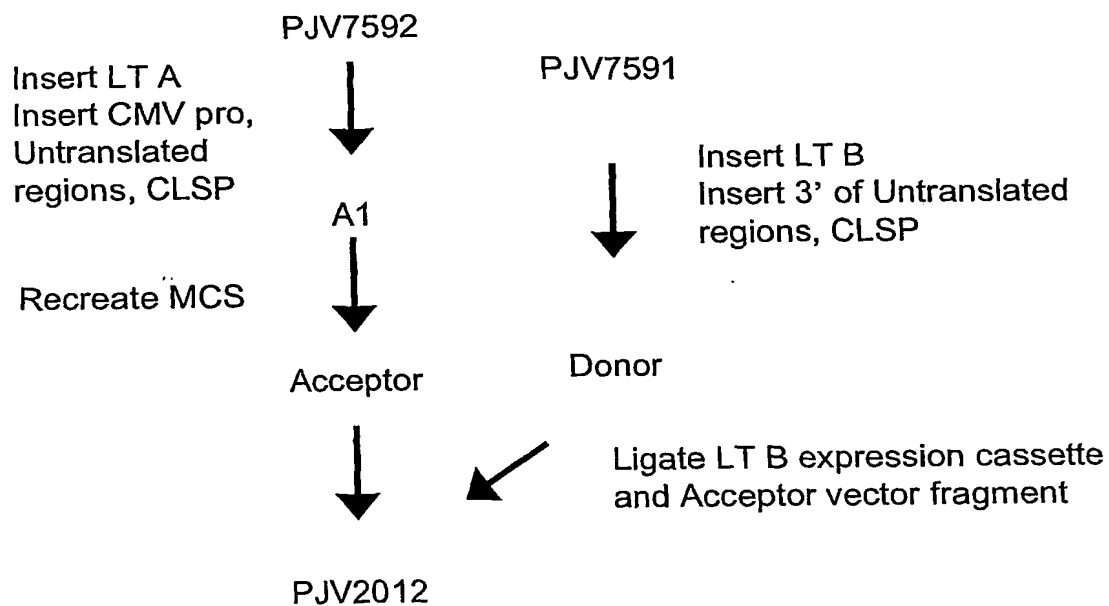 PJV7592
PJV7591
Insert LT A
Insert CMV pro,
Untranslated
regions, CLSP
Insert LT B
Insert 3' of Untranslated
regions, CLSP
A1
Recreate MCS
Acceptor
Donor
Ligate LT B expression cassette
and Acceptor vector fragment
PJV2012